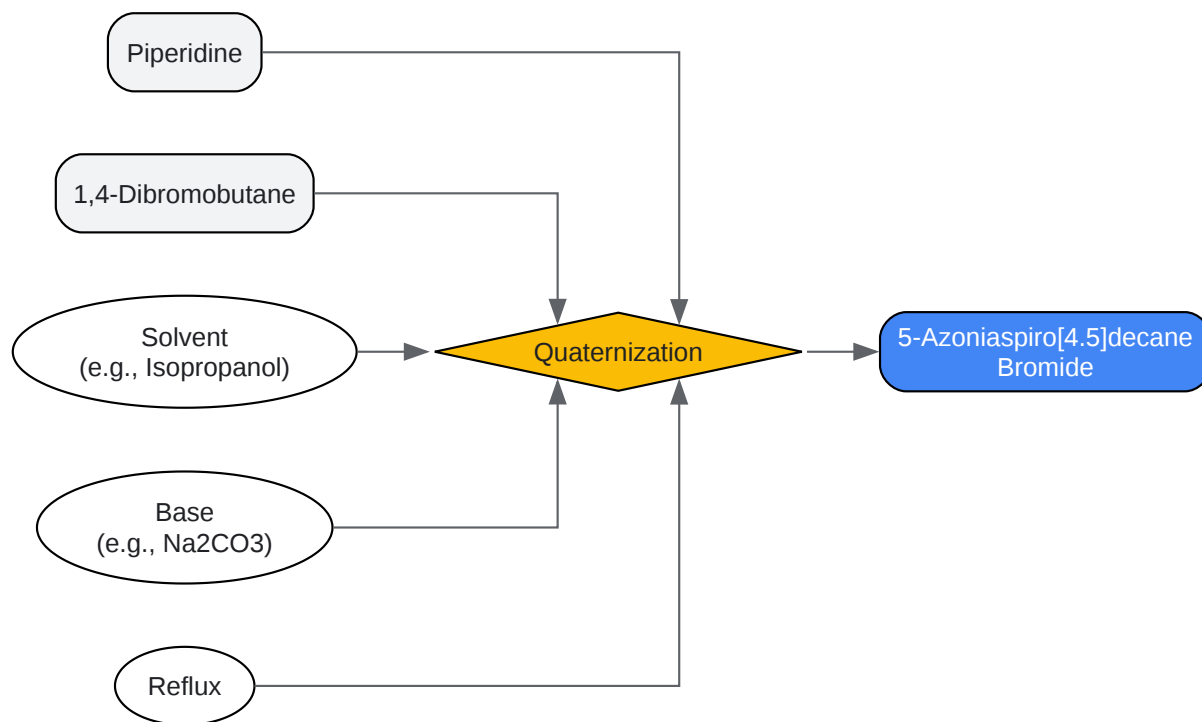 Piperidine
1,4-Dibromobutane
Solvent
(e.g., Isopropanol)
Quaternization
5-Azoniaspiro[4.5]decane
Bromide
Base
(e.g., Na2CO3)
Reflux